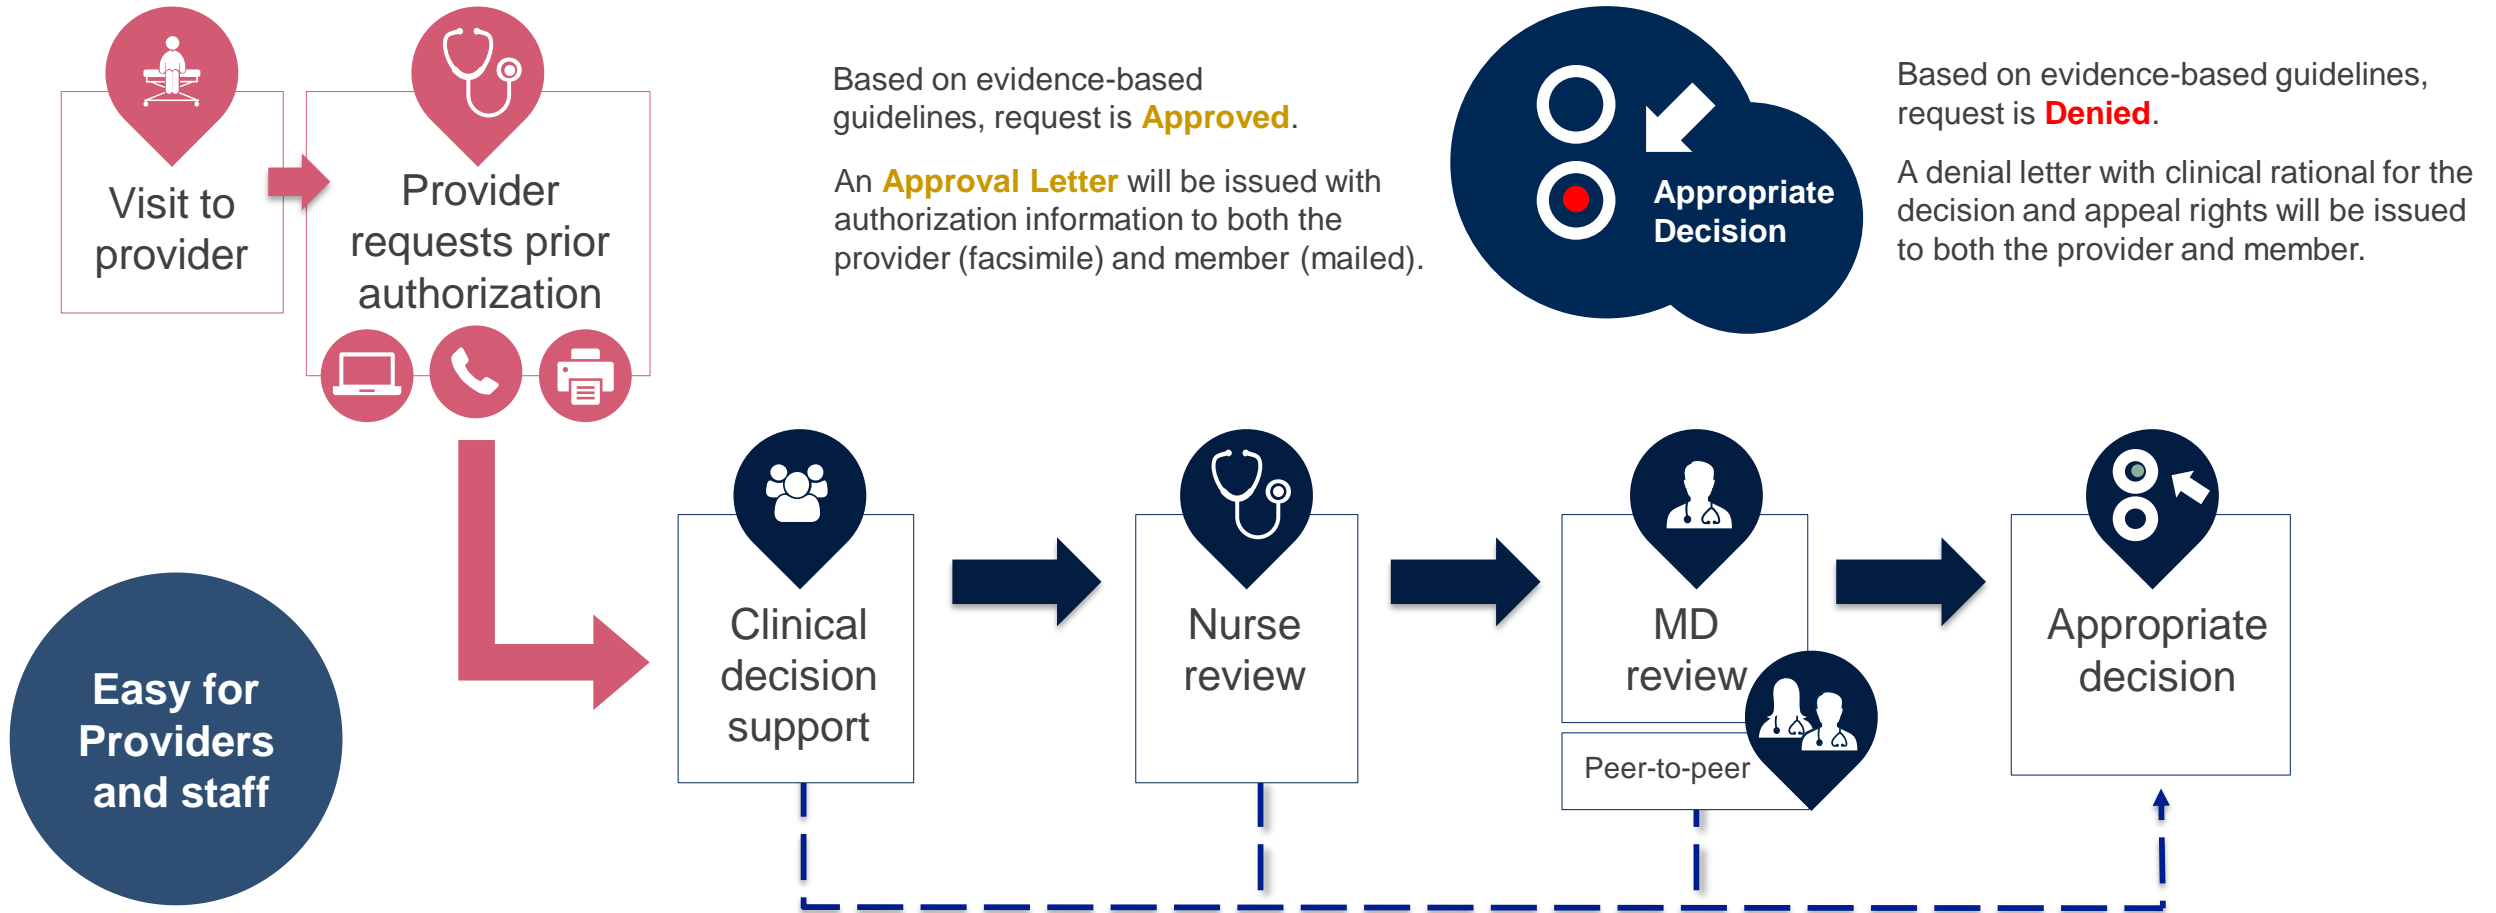 Visit to
provider
Provider
requests prior
authorization
Based on evidence-based
guidelines, request is Approved.
An Approval Letter will be issued with
authorization information to both the
provider (facsimile) and member (mailed).
Appropriate
Decision
Based on evidence-based guidelines,
request is Denied.
A denial letter with clinical rational for the
decision and appeal rights will be issued
to both the provider and member.
Easy for
Providers
and staff
Clinical
decision
support
Nurse
review
MD
review
Peer-to-peer
Appropriate
decision